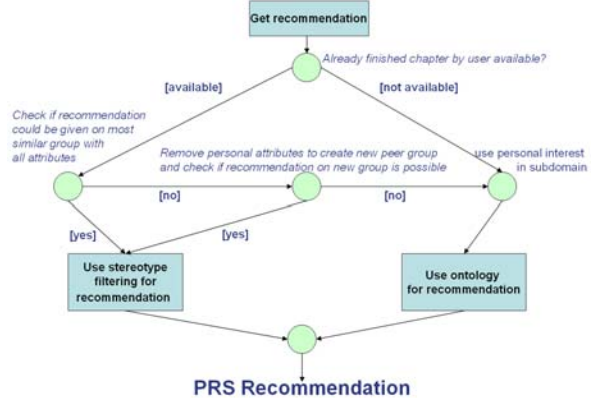 Get recommendation
Already finished chapter by user available?
[available]
[not available]
Check if recommendation
could be given on most
similar group with
all attributes
Remove personal attributes to create new peer group
and check if recommendation on new group is possible
use personal interest
in subdomain
[no]
[no]
[yes]
[yes]
Use stereotype
filtering for
recommendation
Use ontology
for recommendation
PRS Recommendation